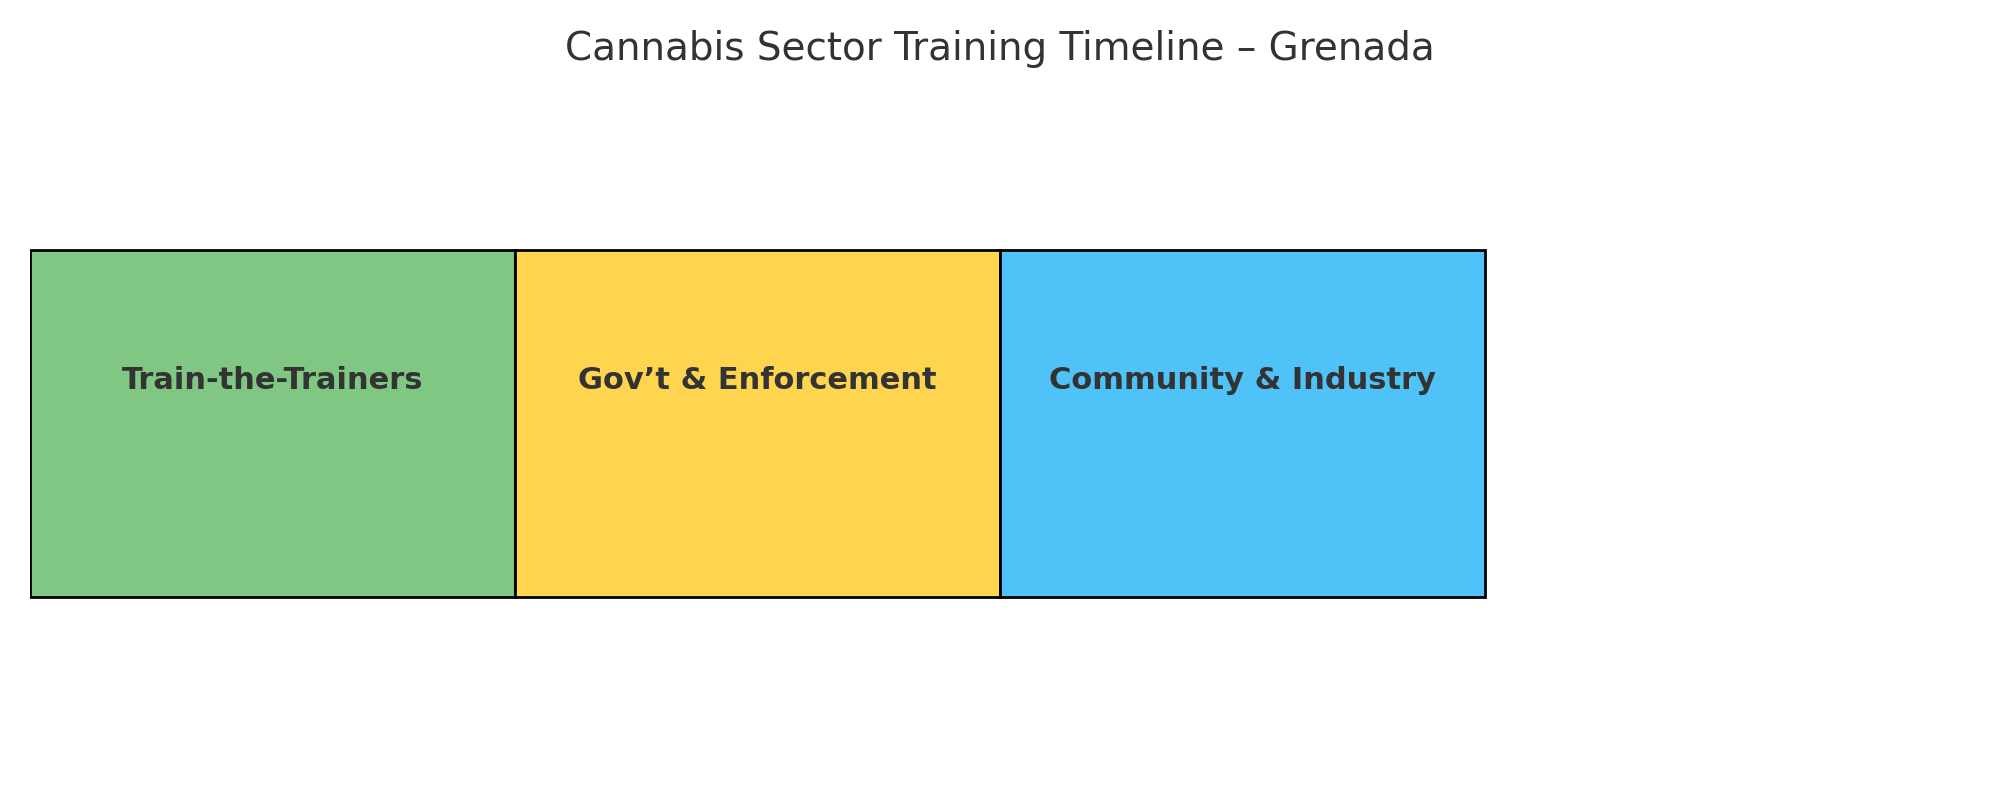 Cannabis Sector Training Timeline – Grenada
Train-the-Trainers
Gov’t & Enforcement
Community & Industry